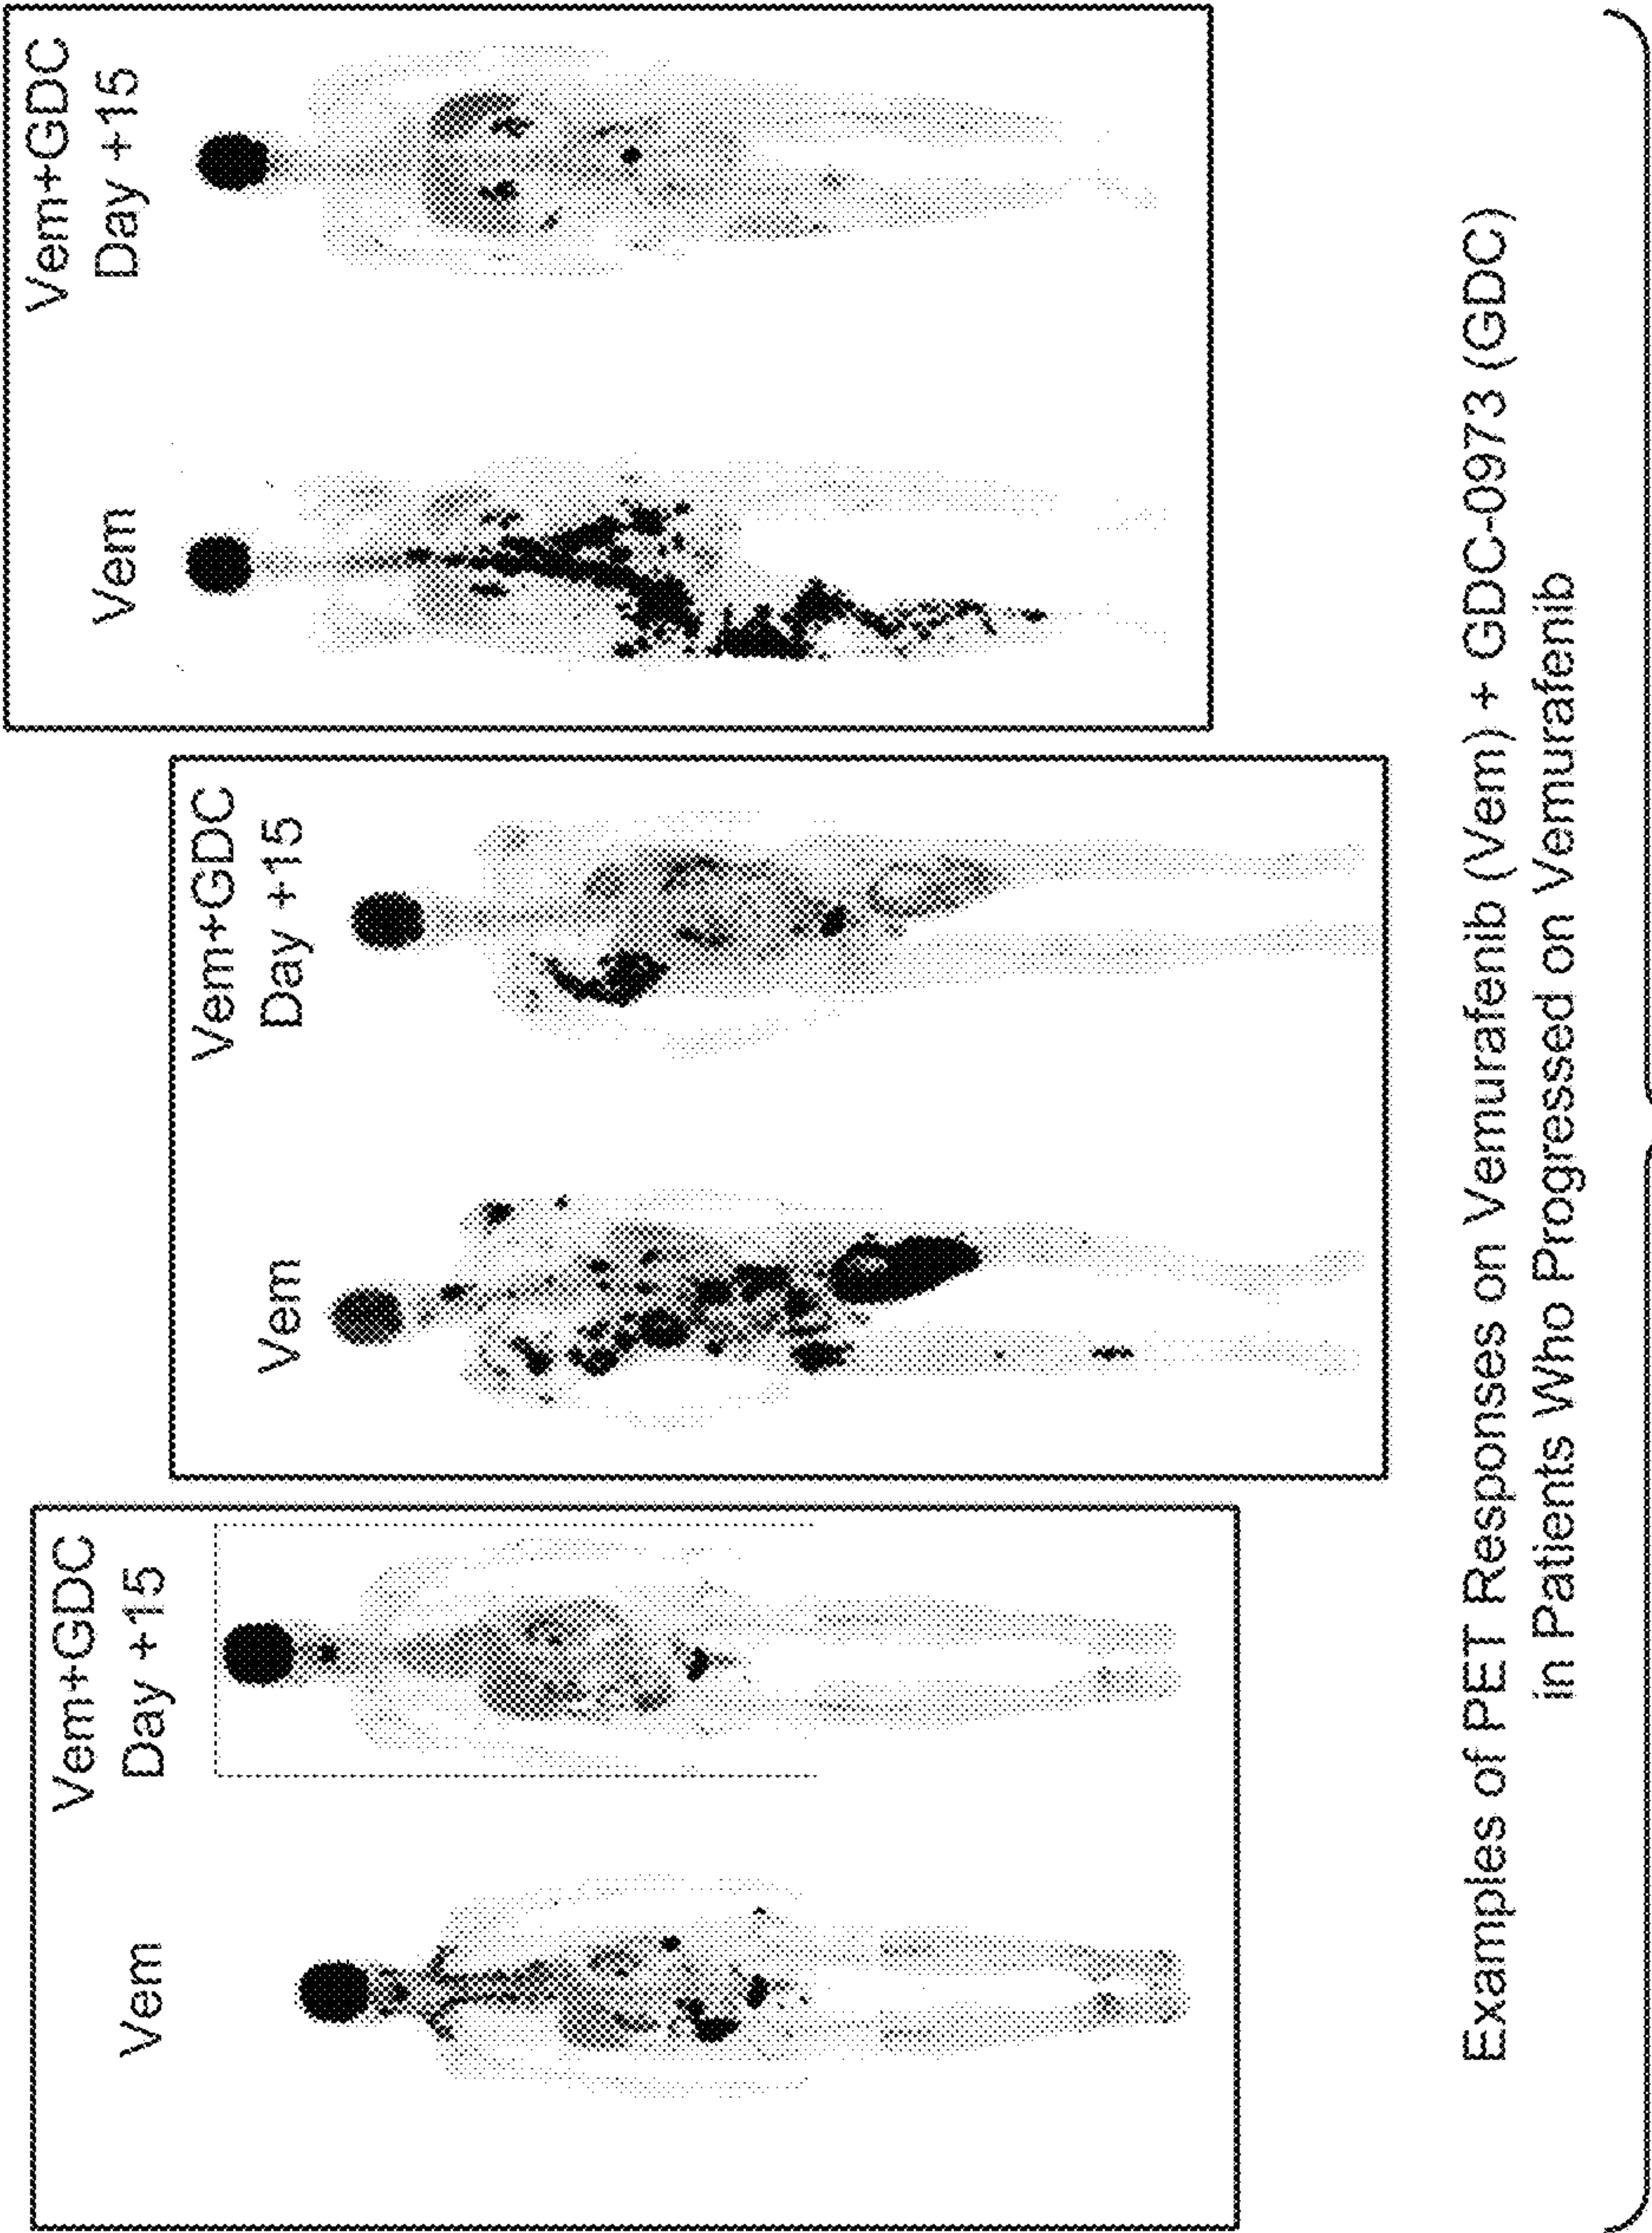 Vem
Vem+GDC
Day +15
Vem
Vem+GDC
Day +15
Vem
Vem+GDC
Day +15
Examples of PET Responses on Vemurafenib (Vem) + GDC-0973 (GDC)
in Patients Who Progressed on Vemurafenib